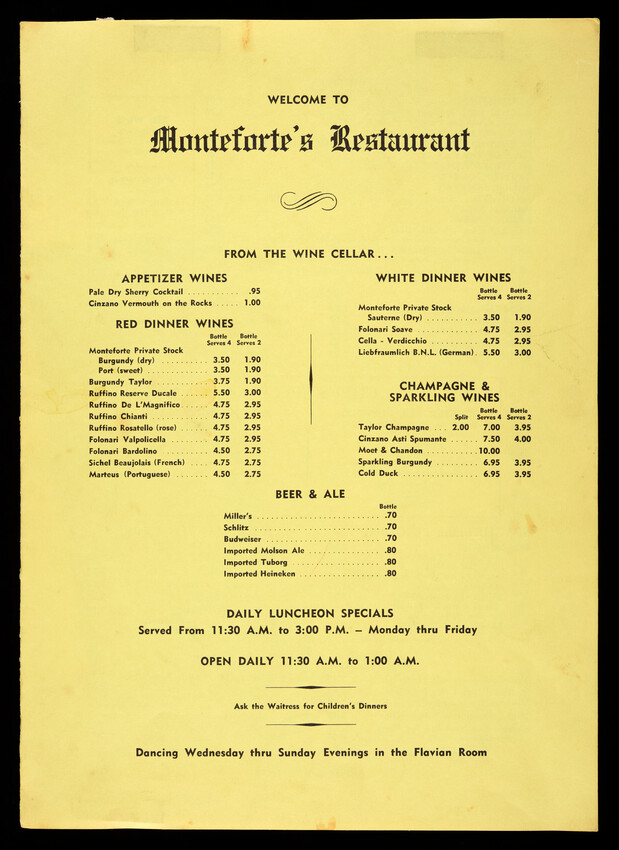 WELCOME TO
Monteforte's Restaurant
FROM THE WINE CELLAR...
APPETIZER WINES
Pale Dry Sherry Cocktail . . . . . . . . . . . .95
Cinzano Vermouth on the Rocks . . . . . 1.00
RED DINNER WINES
Bottle Bottle
Serves 4 Serves 2
Monteforte Private Stock
Burgundy (dry) . . . . . . . . . . 3.50 1.90
Port (sweet) . . . . . . . . . . 3.50 1.90
Burgundy Taylor . . . . . . . . . . 3.75 1.90
Ruffino Reserve Ducale . . . . . 5.50 3.00
Ruffino De L'Magnifico . . . . . 4.75 2.95
Ruffino Chianti . . . . . . . . . . 4.75 2.95
Ruffino Rosatello (rose) . . . . . 4.75 2.95
Folonari Valpolicella . . . . . . . 4.75 2.95
Folonari Bardolino . . . . . . . . 4.50 2.75
Sichel Beaujolais (French) . . . . 4.75 2.75
Marteus (Portuguese) . . . . . . . 4.50 2.75
WHITE DINNER WINES
Bottle Bottle
Serves 4 Serves 2
Monteforte Private Stock
Sauterne (Dry) . . . . . . . . . . 3.50 1.90
Folonari Soave . . . . . . . . . . 4.75 2.95
Cella - Verdicchio . . . . . . . . 4.75 2.95
Liebfraumlich B.N.L. (German) . 5.50 3.00
CHAMPAGNE &
SPARKLING WINES
Bottle Bottle
Split Serves 4 Serves 2
Taylor Champagne . . . 2.00 7.00 3.95
Cinzano Asti Spumante . . . . . . 7.50 4.00
Moet & Chandon . . . . . . . . . . 10.00
Sparkling Burgundy . . . . . . . . 6.95 3.95
Cold Duck . . . . . . . . . . . . . 6.95 3.95
BEER & ALE
Bottle
Miller's . . . . . . . . . . . . . . . . . . .70
Schlitz . . . . . . . . . . . . . . . . . . .70
Budweiser . . . . . . . . . . . . . . . . . .70
Imported Molson Ale . . . . . . . . . . . .80
Imported Tuborg . . . . . . . . . . . . . .80
Imported Heineken . . . . . . . . . . . . .80
DAILY LUNCHEON SPECIALS
Served From 11:30 A.M. to 3:00 P.M. – Monday thru Friday
OPEN DAILY 11:30 A.M. to 1:00 A.M.
Ask the Waitress for Children's Dinners
Dancing Wednesday thru Sunday Evenings in the Flavian Room